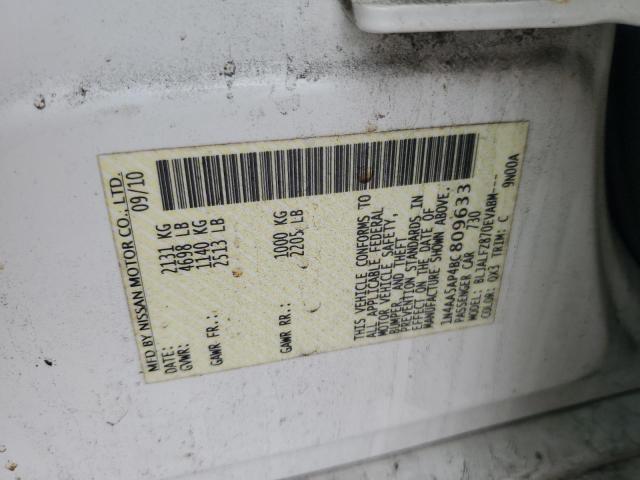 MFD BY NISSAN MOTOR CO., LTD.
DATE: 09/10
GVWR: 2131 KG
4698 LB
GAWR FR.: 1140 KG
2513 LB
GAWR RR.: 1000 KG
2205 LB
THIS VEHICLE CONFORMS TO
ALL APPLICABLE FEDERAL
MOTOR VEHICLE SAFETY,
BUMPER, AND THEFT
PREVENTION STANDARDS IN
EFFECT ON THE DATE OF
MANUFACTURE SHOWN ABOVE.
1N4AA5AP4BC809633
PASSENGER CAR 730
MODEL: BLJALFZ870EVABM---
COLOR: QX3 TRIM: C 9N00A